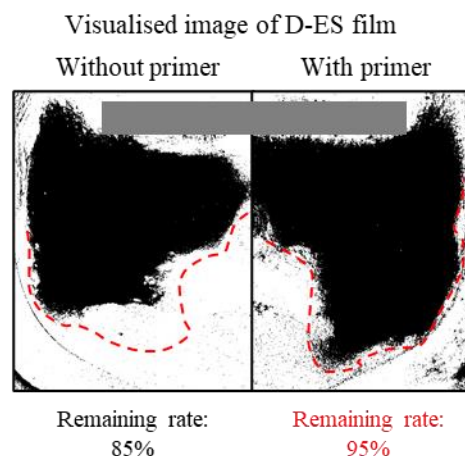 Visualised image of D-ES film
Without primer
With primer
Remaining rate:
85%
Remaining rate:
95%